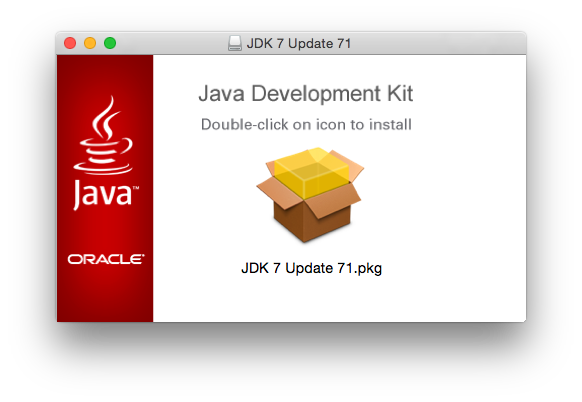 JDK 7 Update 71
Java Development Kit
Double-click on icon to install
Java™
ORACLE®
JDK 7 Update 71.pkg